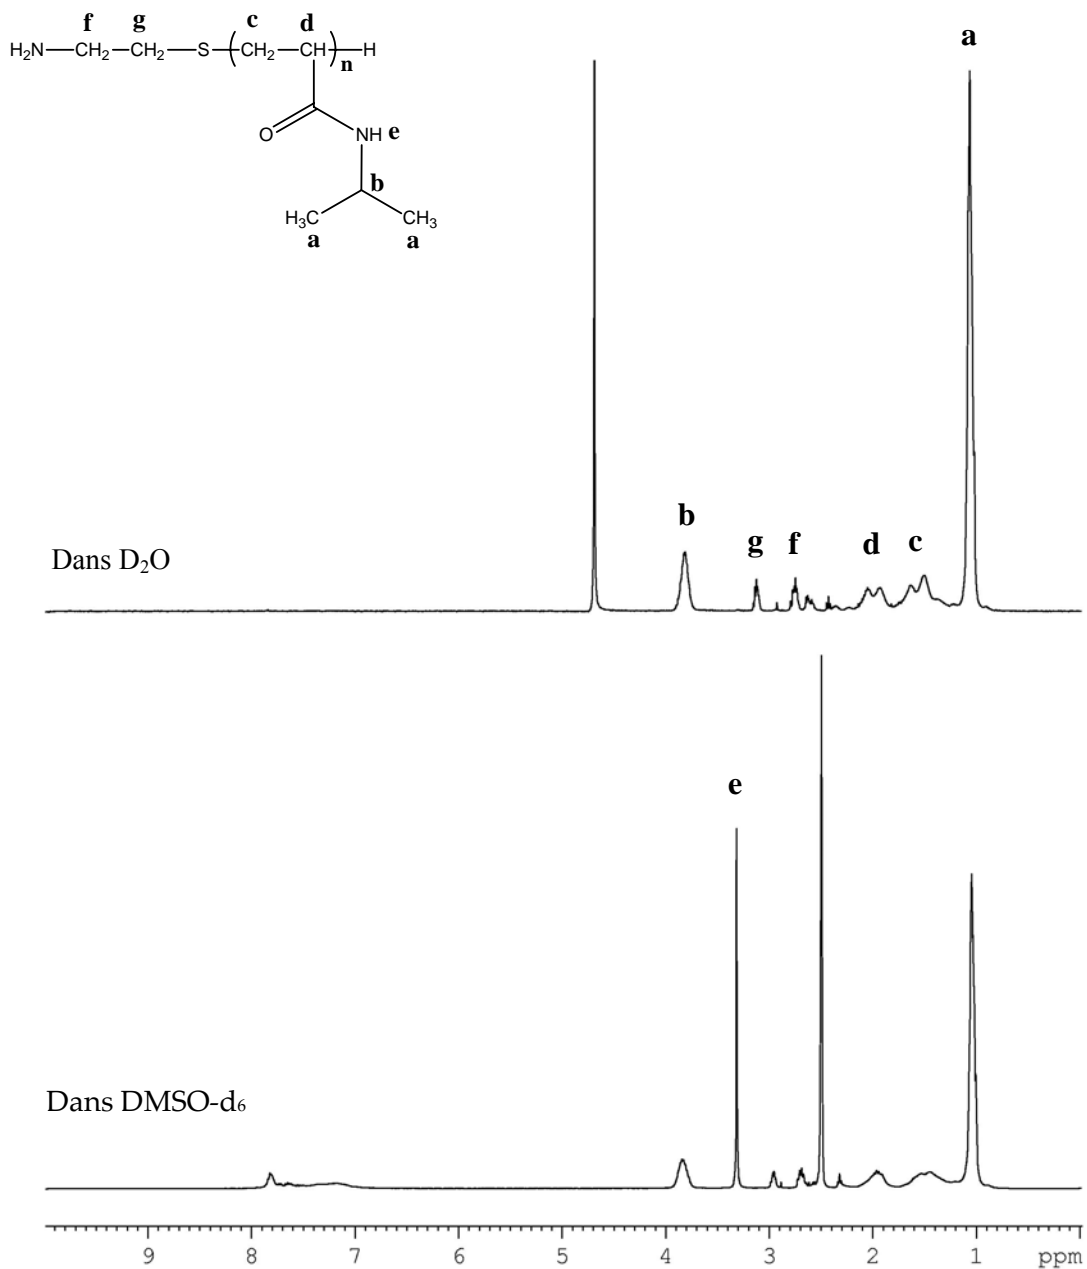 f g c d
H₂N CH₂ CH₂ S CH₂ CH n H
O NH e
b
H₃C CH₃
a a
a
b g f d c
Dans D₂O
e
Dans DMSO-d₆
9 8 7 6 5 4 3 2 1 ppm